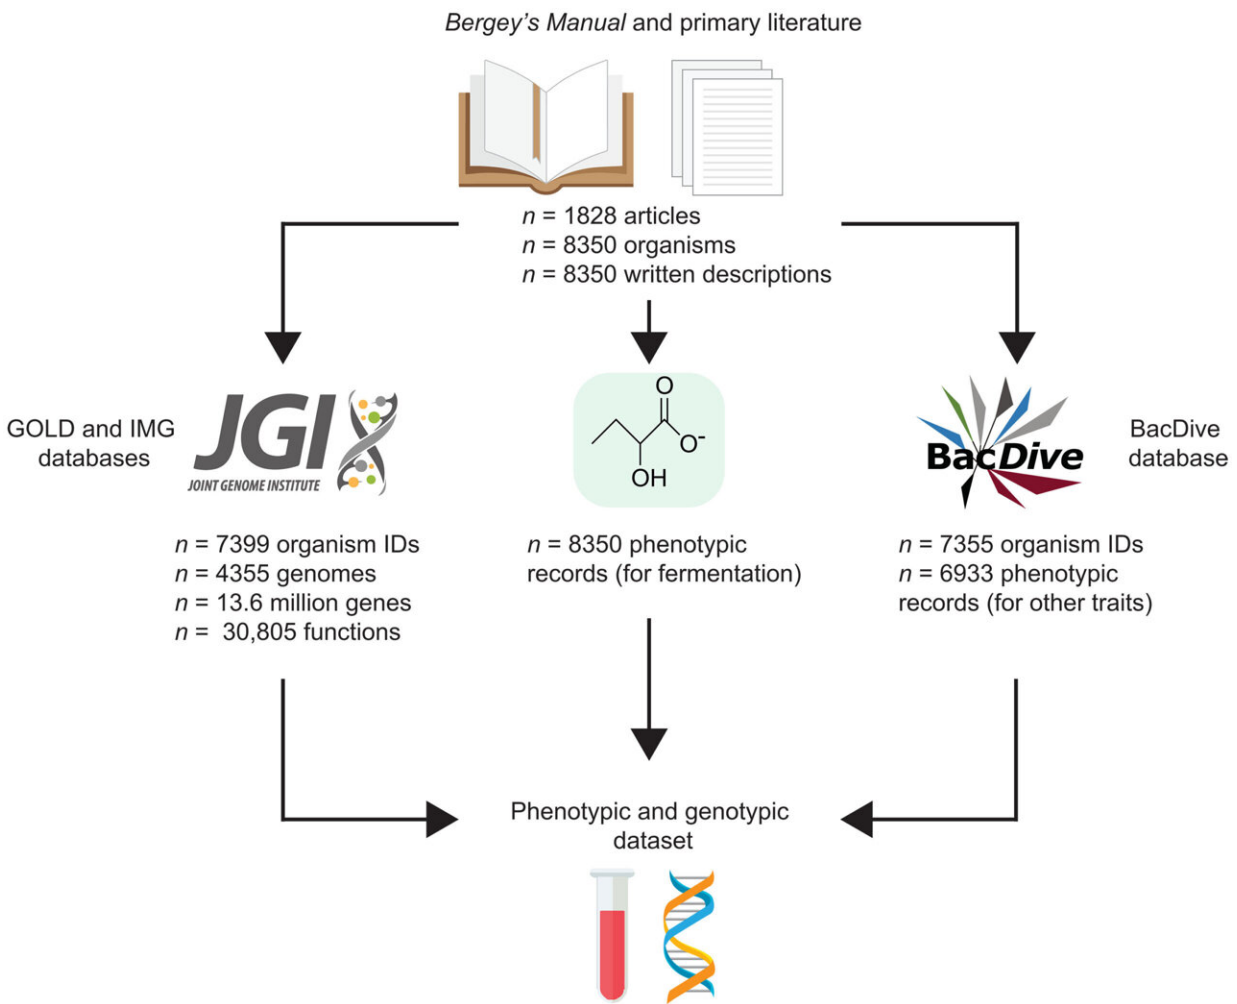 Bergey's Manual and primary literature
n = 1828 articles
n = 8350 organisms
n = 8350 written descriptions
GOLD and IMG
databases
JGI
JOINT GENOME INSTITUTE
n = 7399 organism IDs
n = 4355 genomes
n = 13.6 million genes
n = 30,805 functions
O
O-
OH
n = 8350 phenotypic
records (for fermentation)
BacDive
BacDive
database
n = 7355 organism IDs
n = 6933 phenotypic
records (for other traits)
Phenotypic and genotypic
dataset